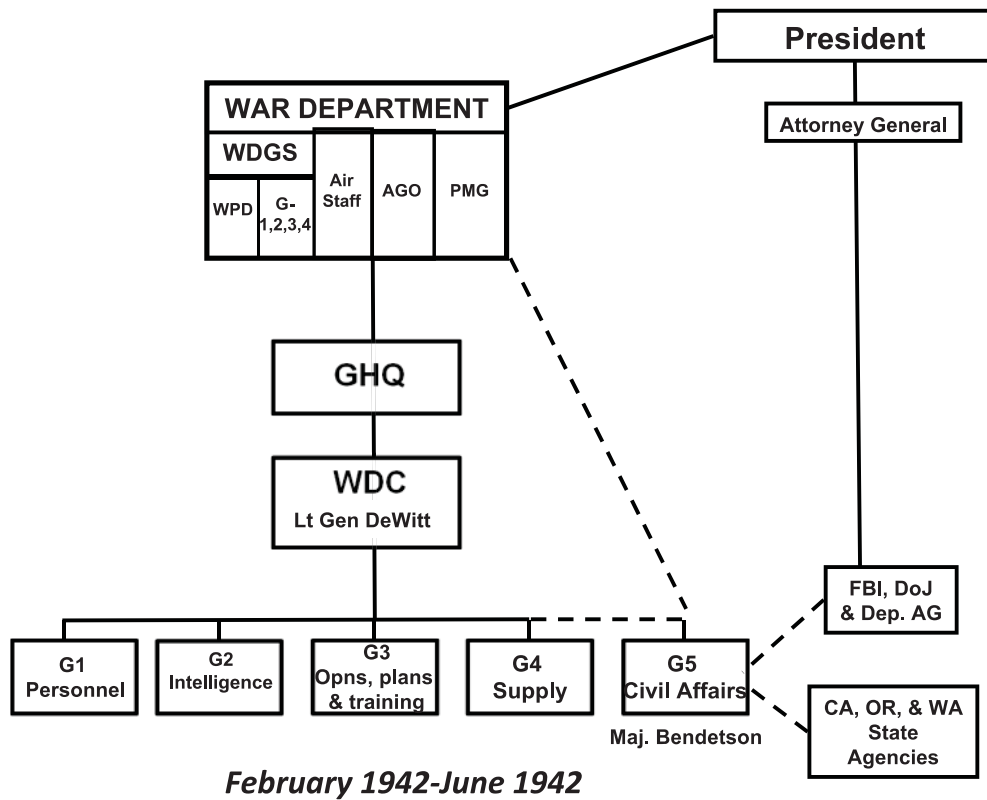 President
WAR DEPARTMENT
Attorney General
WDGS
Air
Staff
AGO
PMG
WPD
G-
1,2,3,4
GHQ
WDC
Lt Gen DeWitt
FBI, DoJ
& Dep. AG
G1
Personnel
G2
Intelligence
G3
Opns, plans
& training
G4
Supply
G5
Civil Affairs
CA, OR, & WA
State
Agencies
Maj. Bendetson
February 1942-June 1942